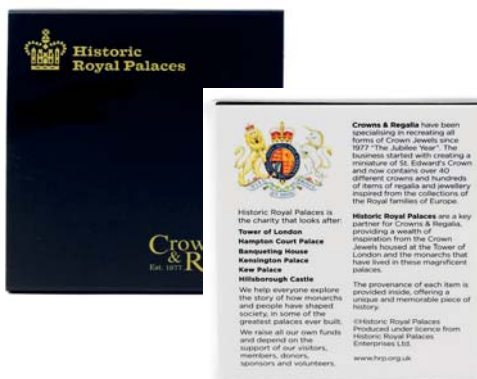 Historic
Royal Palaces
Crow
& R
Est. 1977
Historic Royal Palaces is
the charity that looks after:
Tower of London
Hampton Court Palace
Banqueting House
Kensington Palace
Kew Palace
Hillsborough Castle
We help everyone explore
the story of how monarchs
and people have shaped
society, in some of the
greatest palaces ever built.
We raise all our own funds
and depend on the
support of our visitors,
members, donors,
sponsors and volunteers.
Crowns & Regalia have been
specialising in recreating all
forms of Crown Jewels since
1977 "The Jubilee Year". The
business started with creating a
miniature of St. Edward's Crown
and now contains over 40
different crowns and hundreds
of items of regalia and jewellery
inspired from the collections of
the Royal families of Europe.
Historic Royal Palaces are a key
partner for Crowns & Regalia,
providing a wealth of
inspiration from the Crown
Jewels housed at the Tower of
London and the monarchs that
have lived in these magnificent
palaces.
The provenance of each item is
provided inside, offering a
unique and memorable piece of
history.
©Historic Royal Palaces
Produced under licence from
Historic Royal Palaces
Enterprises Ltd.
www.hrp.org.uk